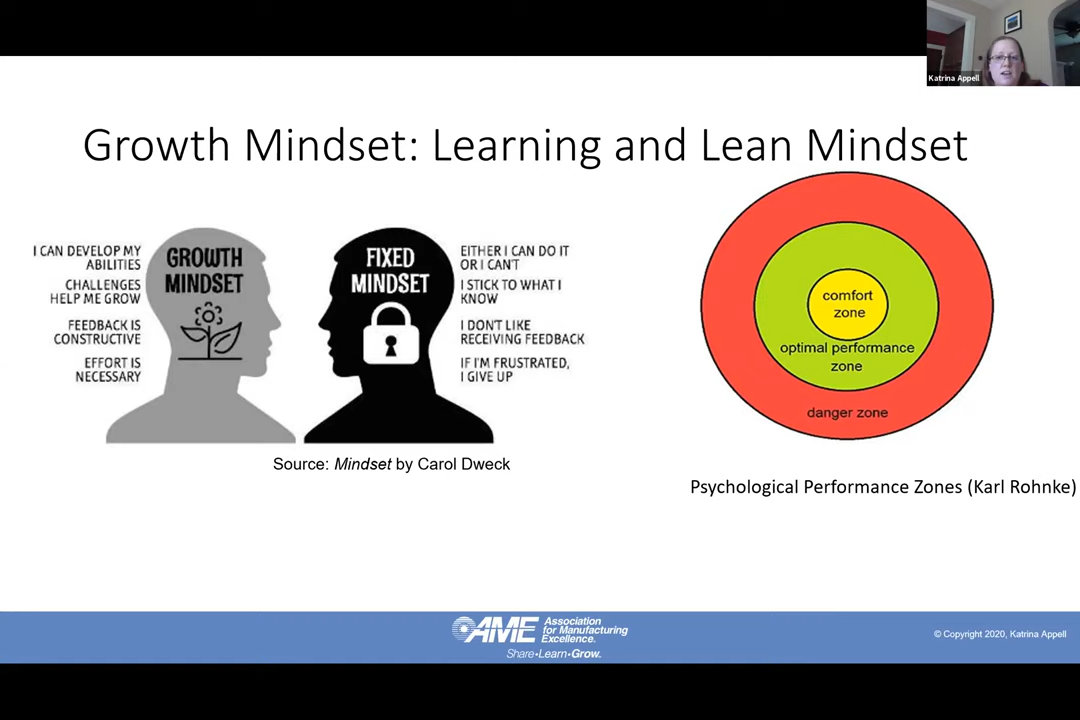 Katrina Appell
Growth Mindset: Learning and Lean Mindset
GROWTH
MINDSET
I CAN DEVELOP MY
ABILITIES
CHALLENGES
HELP ME GROW
FEEDBACK IS
CONSTRUCTIVE
EFFORT IS
NECESSARY
FIXED
MINDSET
EITHER I CAN DO IT
OR I CAN'T
I STICK TO WHAT I
KNOW
I DON'T LIKE
RECEIVING FEEDBACK
IF I'M FRUSTRATED,
I GIVE UP
Source: Mindset by Carol Dweck
comfort
zone
optimal performance
zone
danger zone
Psychological Performance Zones (Karl Rohnke)
AME
Association
for Manufacturing
Excellence.
Share•Learn•Grow.
© Copyright 2020, Katrina Appell